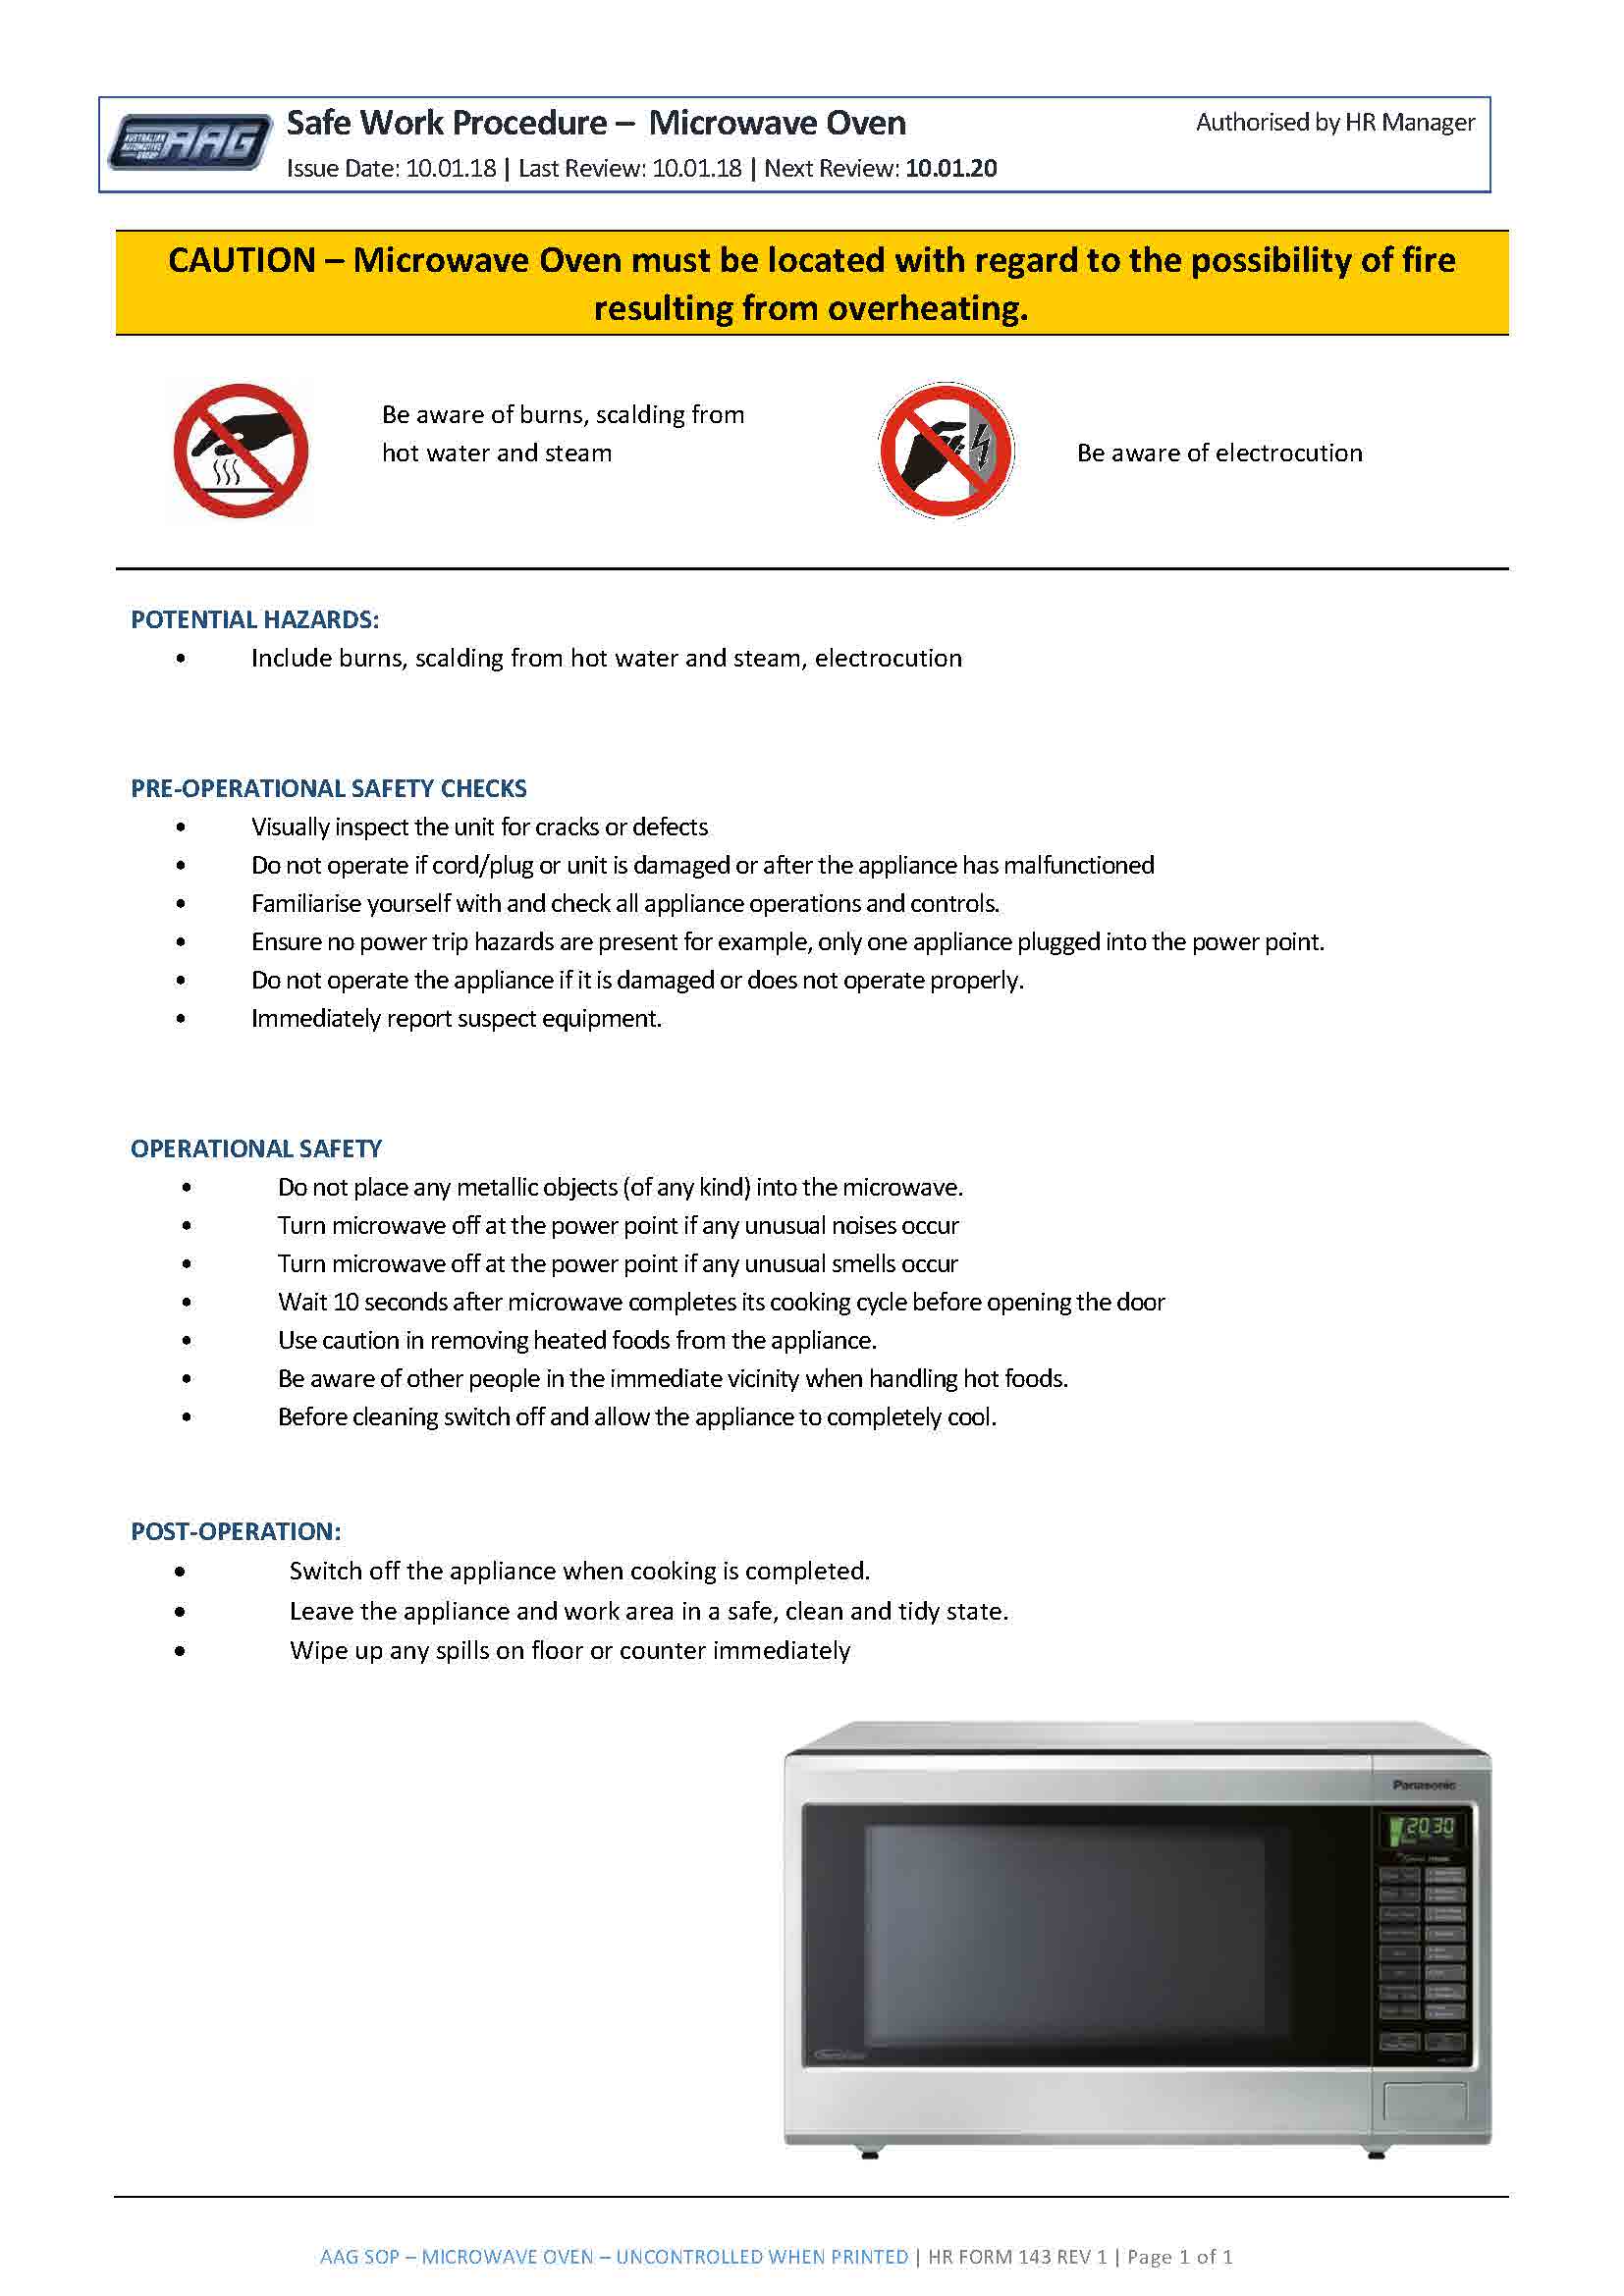 AUSTRALIAN
AUTOMOTIVE
GROUP
AAG
Safe Work Procedure – Microwave Oven
Authorised by HR Manager
Issue Date: 10.01.18 | Last Review: 10.01.18 | Next Review: 10.01.20
CAUTION – Microwave Oven must be located with regard to the possibility of fire
resulting from overheating.
Be aware of burns, scalding from
hot water and steam
Be aware of electrocution
POTENTIAL HAZARDS:
• Include burns, scalding from hot water and steam, electrocution
PRE-OPERATIONAL SAFETY CHECKS
• Visually inspect the unit for cracks or defects
• Do not operate if cord/plug or unit is damaged or after the appliance has malfunctioned
• Familiarise yourself with and check all appliance operations and controls.
• Ensure no power trip hazards are present for example, only one appliance plugged into the power point.
• Do not operate the appliance if it is damaged or does not operate properly.
• Immediately report suspect equipment.
OPERATIONAL SAFETY
• Do not place any metallic objects (of any kind) into the microwave.
• Turn microwave off at the power point if any unusual noises occur
• Turn microwave off at the power point if any unusual smells occur
• Wait 10 seconds after microwave completes its cooking cycle before opening the door
• Use caution in removing heated foods from the appliance.
• Be aware of other people in the immediate vicinity when handling hot foods.
• Before cleaning switch off and allow the appliance to completely cool.
POST-OPERATION:
• Switch off the appliance when cooking is completed.
• Leave the appliance and work area in a safe, clean and tidy state.
• Wipe up any spills on floor or counter immediately
Panasonic
20 30
AAG SOP – MICROWAVE OVEN – UNCONTROLLED WHEN PRINTED | HR FORM 143 REV 1 | Page 1 of 1